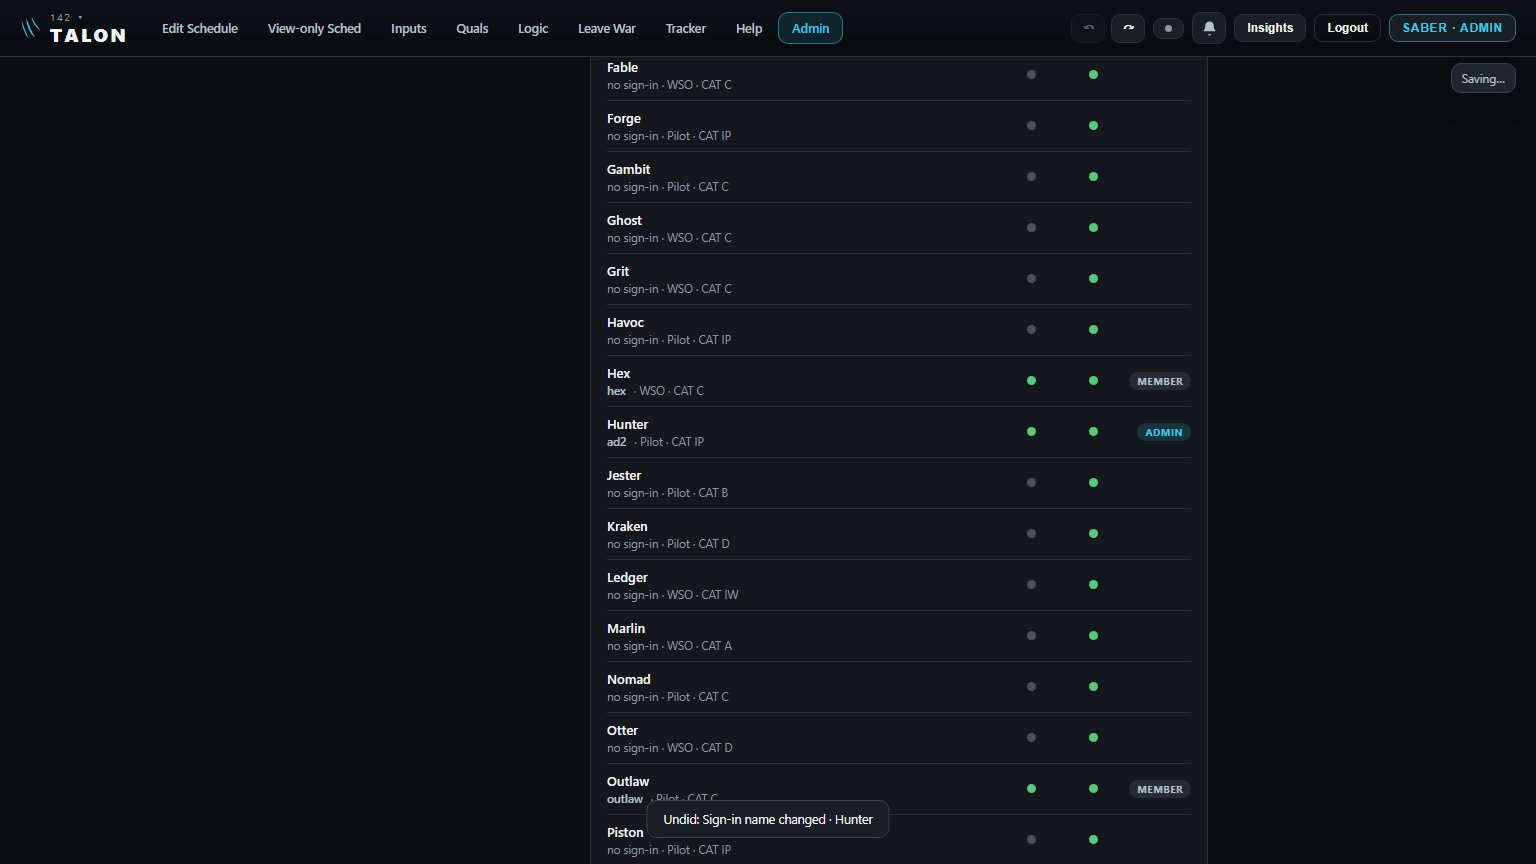 142 ▾
TALON
Edit Schedule
View-only Sched
Inputs
Quals
Logic
Leave War
Tracker
Help
Admin
Insights
Logout
SABER · ADMIN
Saving...
Fable
no sign-in · WSO · CAT C
Forge
no sign-in · Pilot · CAT IP
Gambit
no sign-in · Pilot · CAT C
Ghost
no sign-in · WSO · CAT C
Grit
no sign-in · WSO · CAT C
Havoc
no sign-in · Pilot · CAT IP
Hex
hex · WSO · CAT C
MEMBER
Hunter
ad2 · Pilot · CAT IP
ADMIN
Jester
no sign-in · Pilot · CAT B
Kraken
no sign-in · Pilot · CAT D
Ledger
no sign-in · WSO · CAT IW
Marlin
no sign-in · WSO · CAT A
Nomad
no sign-in · Pilot · CAT C
Otter
no sign-in · WSO · CAT D
Outlaw
outlaw · Pilot · CAT C
MEMBER
Undid: Sign-in name changed · Hunter
Piston
no sign-in · Pilot · CAT IP